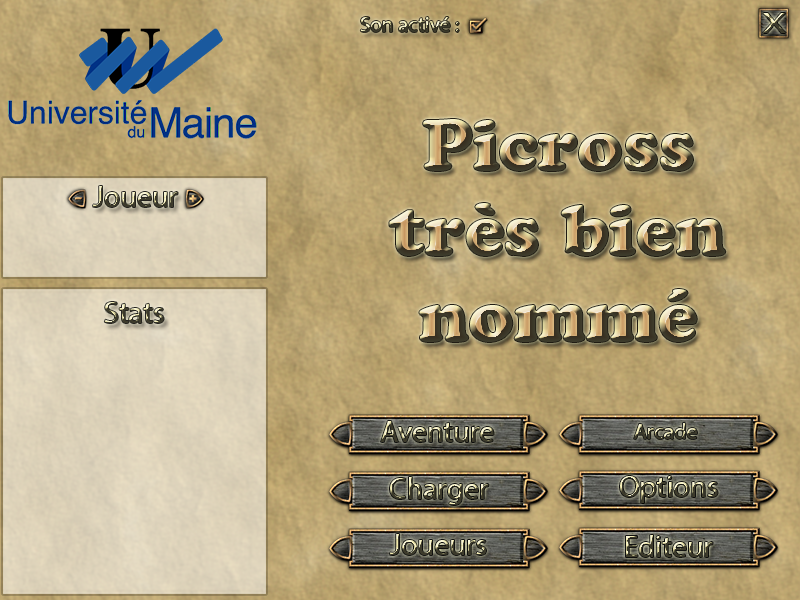 Son activé :
X
U
Université
du Maine
Picross
très bien
nommé
Joueur
Stats
Aventure
Arcade
Charger
Options
Joueurs
Editeur